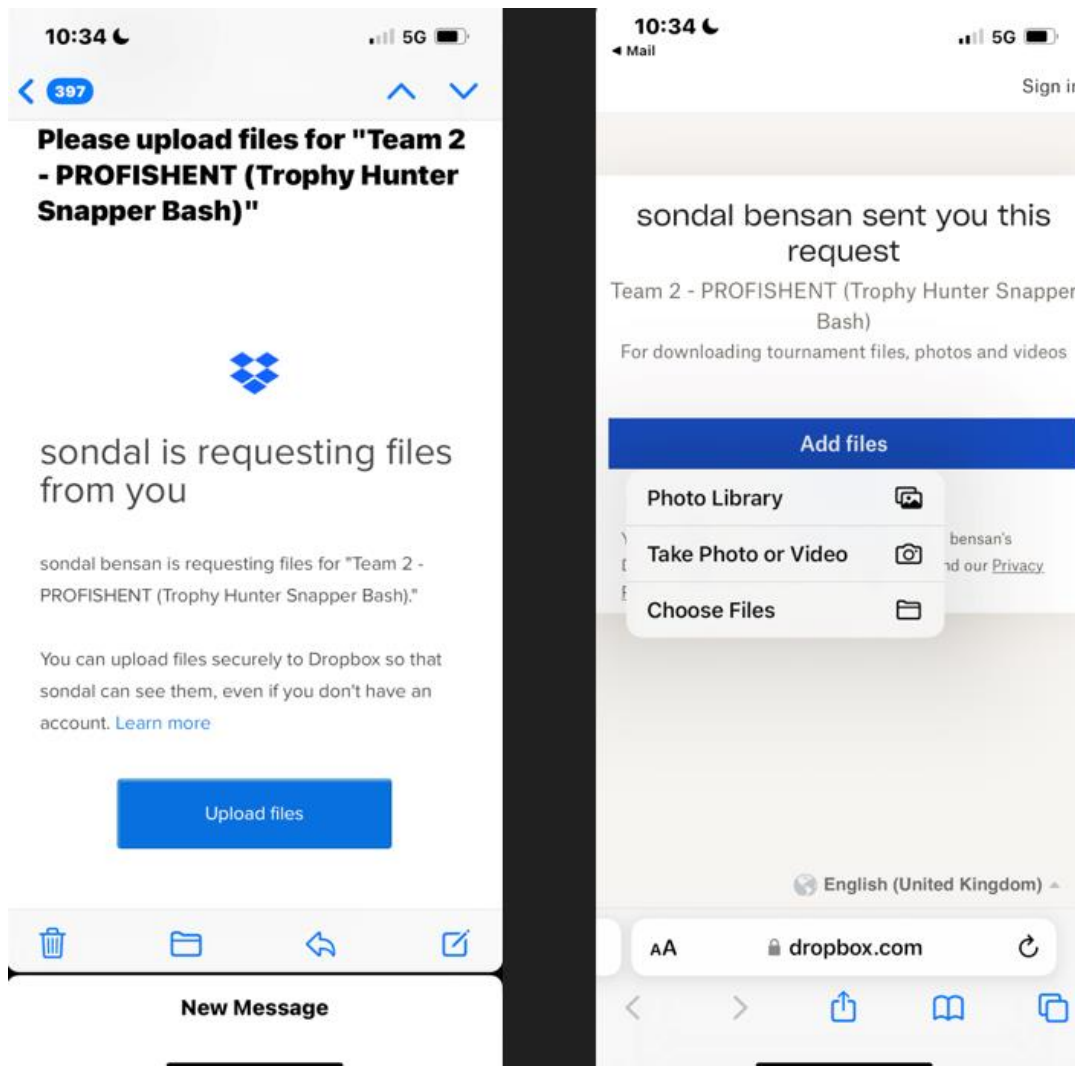 10:34
5G
397
Please upload files for "Team 2
- PROFISHENT (Trophy Hunter
Snapper Bash)"
sondal is requesting files
from you
sondal bensan is requesting files for "Team 2 -
PROFISHENT (Trophy Hunter Snapper Bash)."
You can upload files securely to Dropbox so that
sondal can see them, even if you don't have an
account. Learn more
Upload files
New Message
10:34
Mail
5G
Sign in
sondal bensan sent you this
request
Team 2 - PROFISHENT (Trophy Hunter Snapper
Bash)
For downloading tournament files, photos and videos
Add files
Photo Library
bensan's
Take Photo or Video
nd our Privacy
Choose Files
English (United Kingdom)
AA
dropbox.com